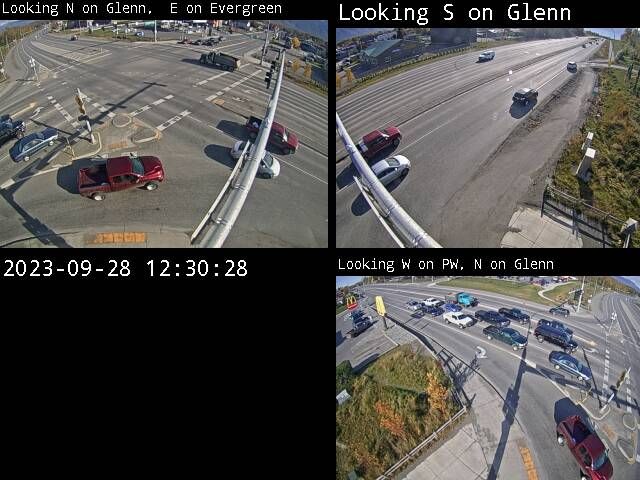 Looking N on Glenn,  E on Evergreen
Looking S on Glenn
2023-09-28 12:30:28
Looking W on PW, N on Glenn